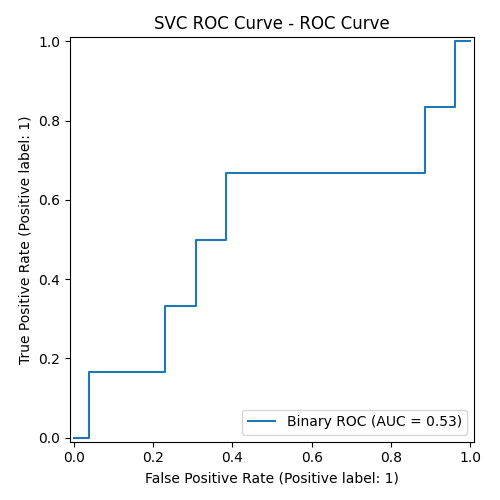 SVC ROC Curve - ROC Curve
True Positive Rate (Positive label: 1)
1.0
0.8
0.6
0.4
0.2
0.0
Binary ROC (AUC = 0.53)
0.0 0.2 0.4 0.6 0.8 1.0
False Positive Rate (Positive label: 1)